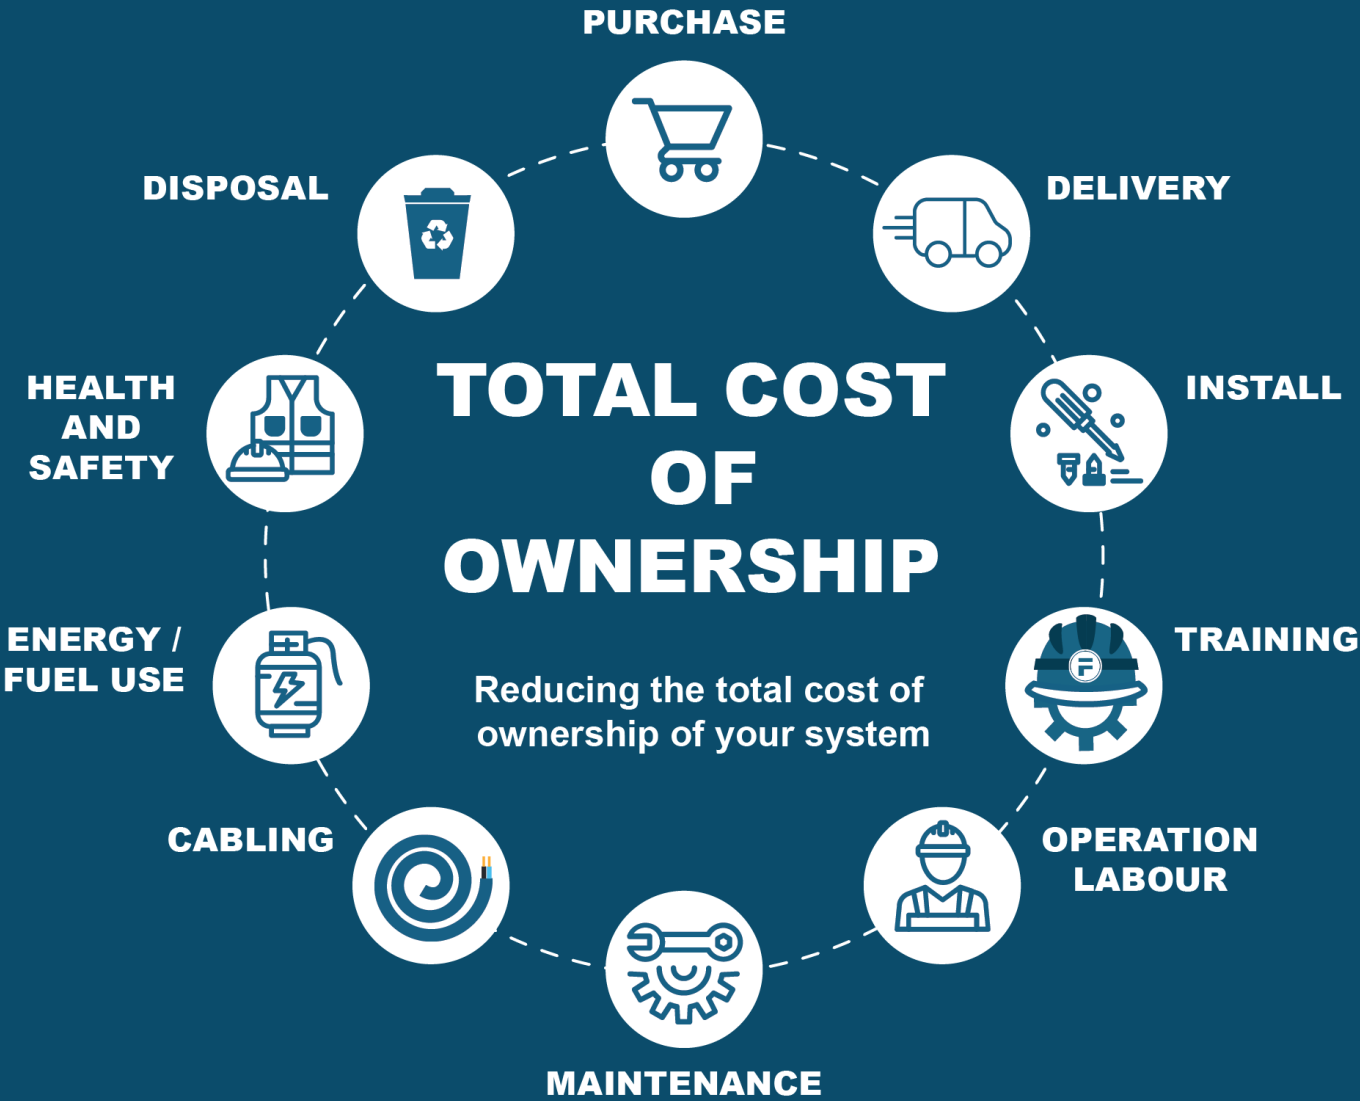 PURCHASE
DELIVERY
INSTALL
TRAINING
OPERATION
LABOUR
MAINTENANCE
CABLING
ENERGY /
FUEL USE
HEALTH
AND
SAFETY
DISPOSAL
TOTAL COST
OF
OWNERSHIP
Reducing the total cost of
ownership of your system
F